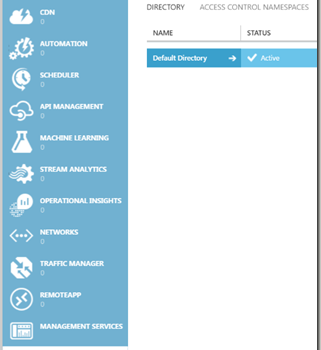 CDN
0
AUTOMATION
0
SCHEDULER
0
API MANAGEMENT
0
MACHINE LEARNING
0
STREAM ANALYTICS
0
OPERATIONAL INSIGHTS
0
NETWORKS
0
TRAFFIC MANAGER
0
REMOTEAPP
0
MANAGEMENT SERVICES
DIRECTORY ACCESS CONTROL NAMESPACES
NAME STATUS
Default Directory → ✓ Active